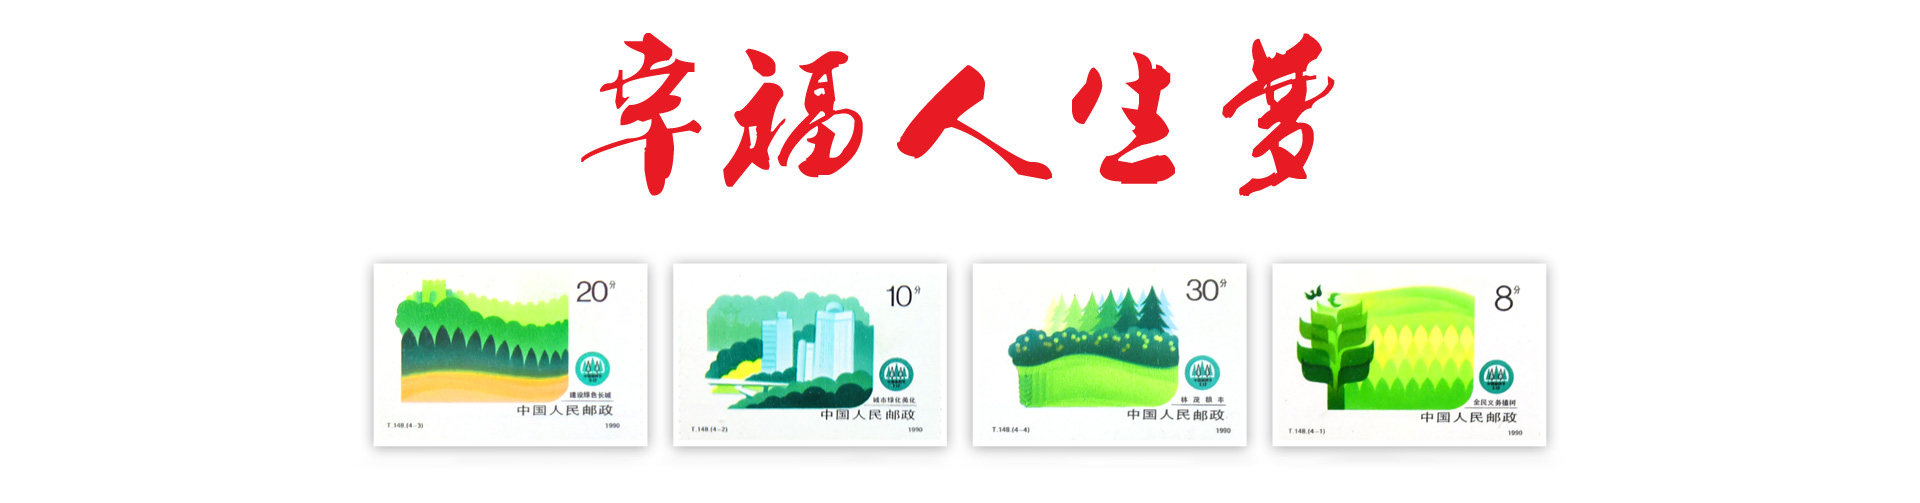 幸福人生梦
20分
建设绿色长城
中国人民邮政
T.148.(4-3) 1990
10分
城市绿化美化
中国人民邮政
T.148.(4-2) 1990
30分
林茂粮丰
中国人民邮政
T.148.(4-4) 1990
8分
全民义务植树
中国人民邮政
T.148.(4-1) 1990